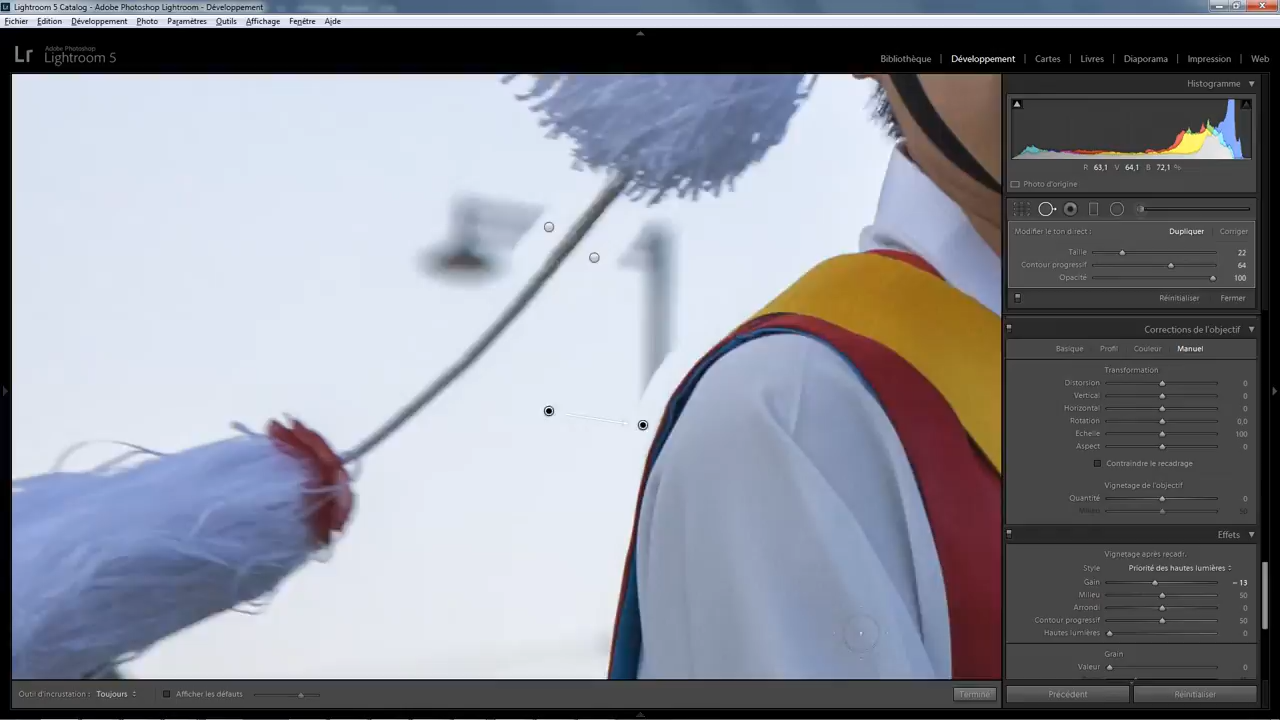 Lightroom 5 Catalog - Adobe Photoshop Lightroom - Développement
Fichier Edition Développement Photo Paramètres Outils Affichage Fenêtre Aide
Lr Adobe Photoshop
Lightroom 5
Bibliothèque Développement Cartes Livres Diaporama Impression Web
Histogramme
R 63,1 V 64,1 B 72,1 %
Photo d'origine
Modifier le ton direct : Dupliquer Corriger
Taille 22
Contour progressif 64
Opacité 100
Réinitialiser Fermer
Corrections de l'objectif
Basique Profil Couleur Manuel
Transformation
Distorsion 0
Vertical 0
Horizontal 0
Rotation 0,0
Echelle 100
Aspect 0
Contraindre le recadrage
Vignetage de l'objectif
Quantité 0
Milieu 50
Effets
Vignetage après recadr.
Style Priorité des hautes lumières
Gain - 13
Milieu 50
Arrondi 0
Contour progressif 50
Hautes lumières 0
Grain
Valeur 0
Outil d'incrustation : Toujours Afficher les défauts Terminé
Précédent Réinitialiser